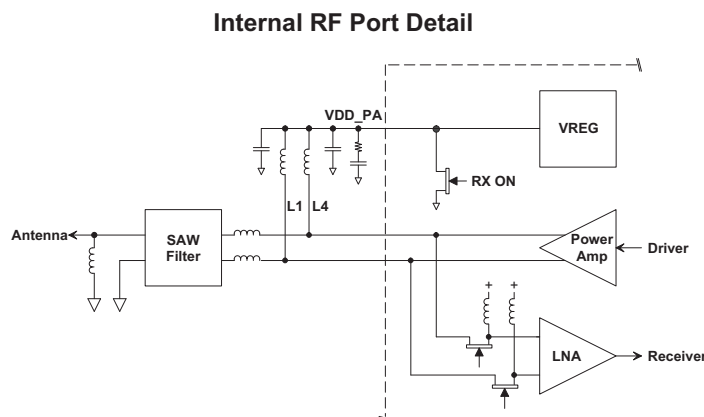 Internal RF Port Detail
VDD_PA
VREG
RX ON
L1 L4
Antenna
SAW
Filter
Power
Amp
Driver
+ +
LNA
Receiver